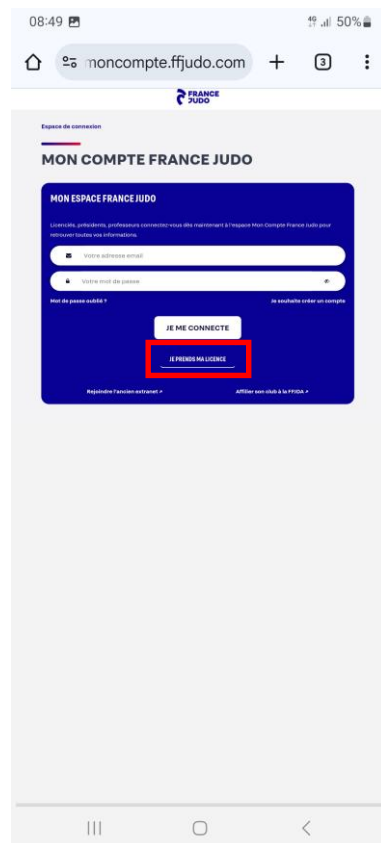 08:49
4G
50%
moncompte.ffjudo.com
3
FRANCE
JUDO
Espace de connexion
MON COMPTE FRANCE JUDO
MON ESPACE FRANCE JUDO
Licenciés, présidents, professeurs connectez-vous dès maintenant à l'espace Mon Compte France Judo pour
retrouver toutes vos informations.
Votre adresse email
Votre mot de passe
Mot de passe oublié ?
Je souhaite créer un compte
JE ME CONNECTE
JE PRENDS MA LICENCE
Rejoindre l'ancien extranet
Affilier son club à la FFJDA